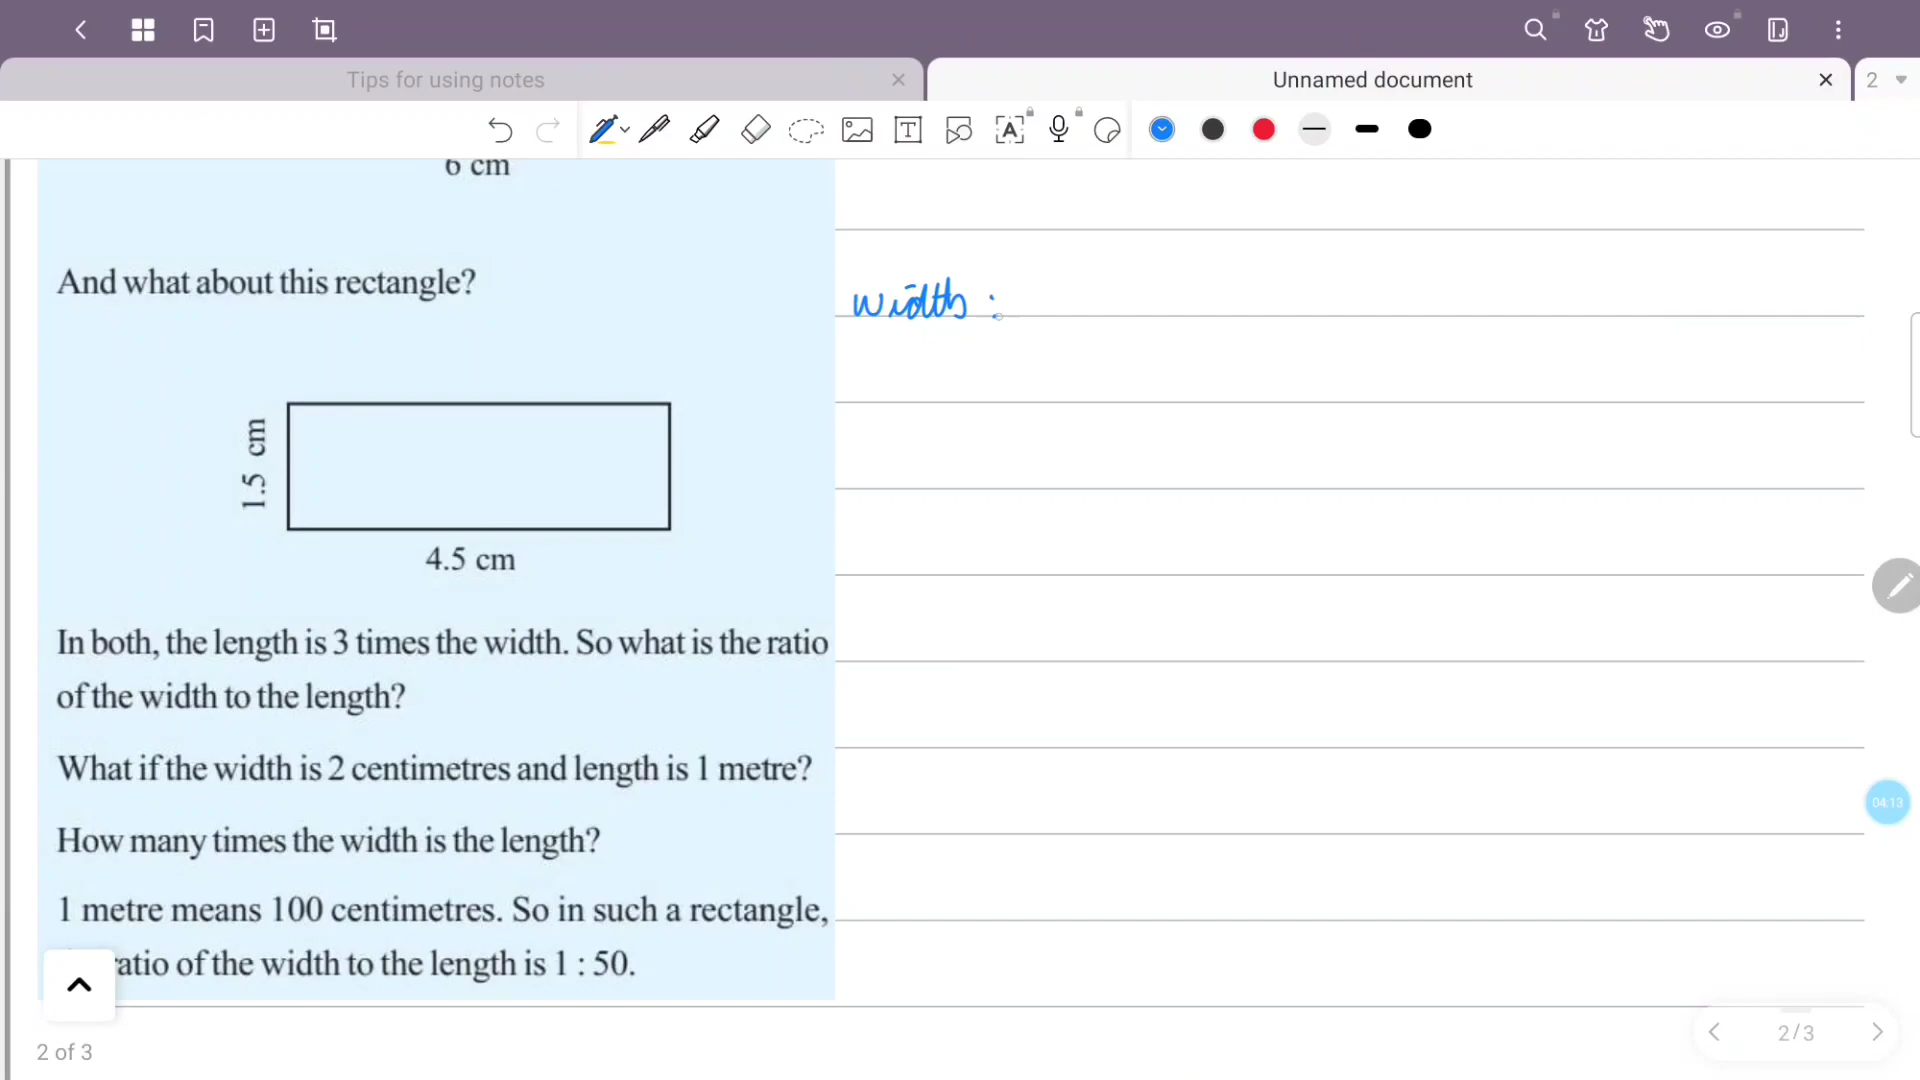 Tips for using notes
Unnamed document
2
6 cm
And what about this rectangle?
width :
1.5 cm
4.5 cm
In both, the length is 3 times the width. So what is the ratio
of the width to the length?
What if the width is 2 centimetres and length is 1 metre?
04:13
How many times the width is the length?
1 metre means 100 centimetres. So in such a rectangle,
ratio of the width to the length is 1 : 50.
2 of 3
2/3